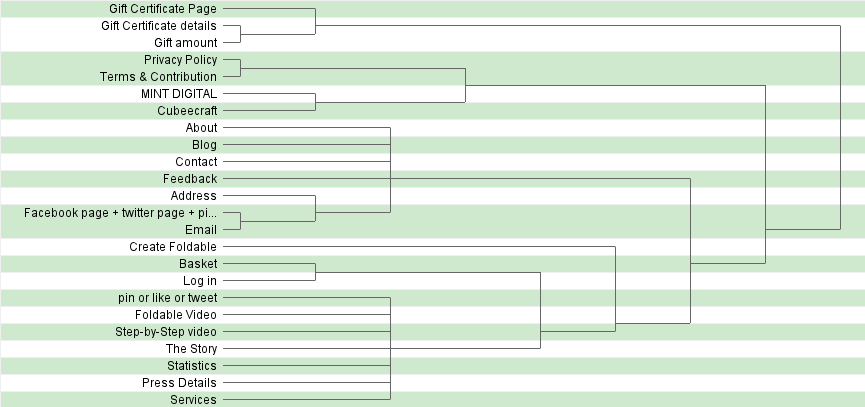 Gift Certificate Page
Gift Certificate details
Gift amount
Privacy Policy
Terms & Contribution
MINT DIGITAL
Cubeecraft
About
Blog
Contact
Feedback
Address
Facebook page + twitter page + pi...
Email
Create Foldable
Basket
Log in
pin or like or tweet
Foldable Video
Step-by-Step video
The Story
Statistics
Press Details
Services